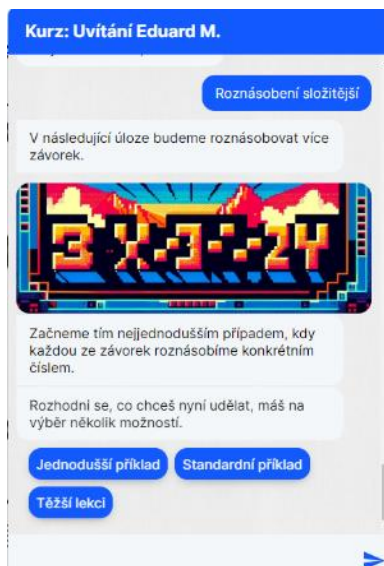 Kurz: Uvítání Eduard M.
Roznásobení složitější
V následující úloze budeme roznásobovat více
závorek.
Začneme tím nejjednodušším případem, kdy
každou ze závorek roznásobíme konkrétním
číslem.
Rozhodni se, co chceš nyní udělat, máš na
výběr několik možností.
Jednodušší příklad
Standardní příklad
Těžší lekci